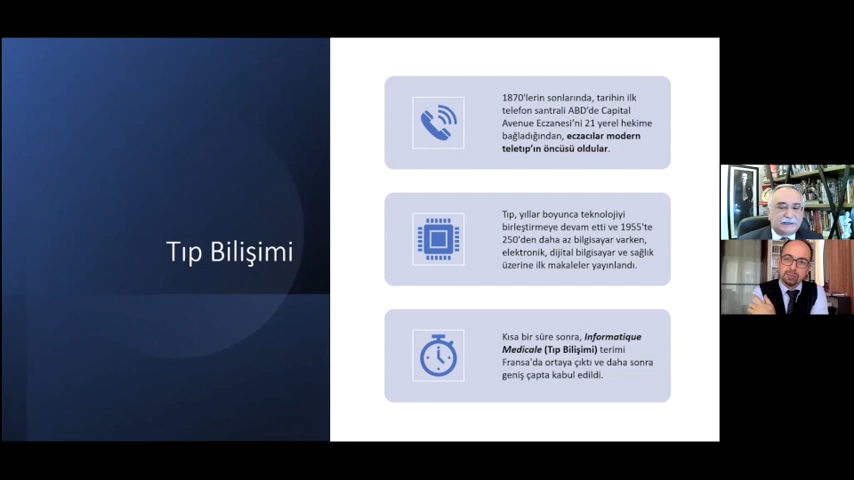 Tıp Bilişimi
1870'lerin sonlarında, tarihin ilk
telefon santrali ABD'de Capital
Avenue Eczanesi'ni 21 yerel hekime
bağladığından, eczacılar modern
teletıp'ın öncüsü oldular.
Tıp, yıllar boyunca teknolojiyi
birleştirmeye devam etti ve 1955'te
250'den daha az bilgisayar varken,
elektronik, dijital bilgisayar ve sağlık
üzerine ilk makaleler yayınlandı.
Kısa bir süre sonra, Informatique
Medicale (Tıp Bilişimi) terimi
Fransa'da ortaya çıktı ve daha sonra
geniş çapta kabul edildi.